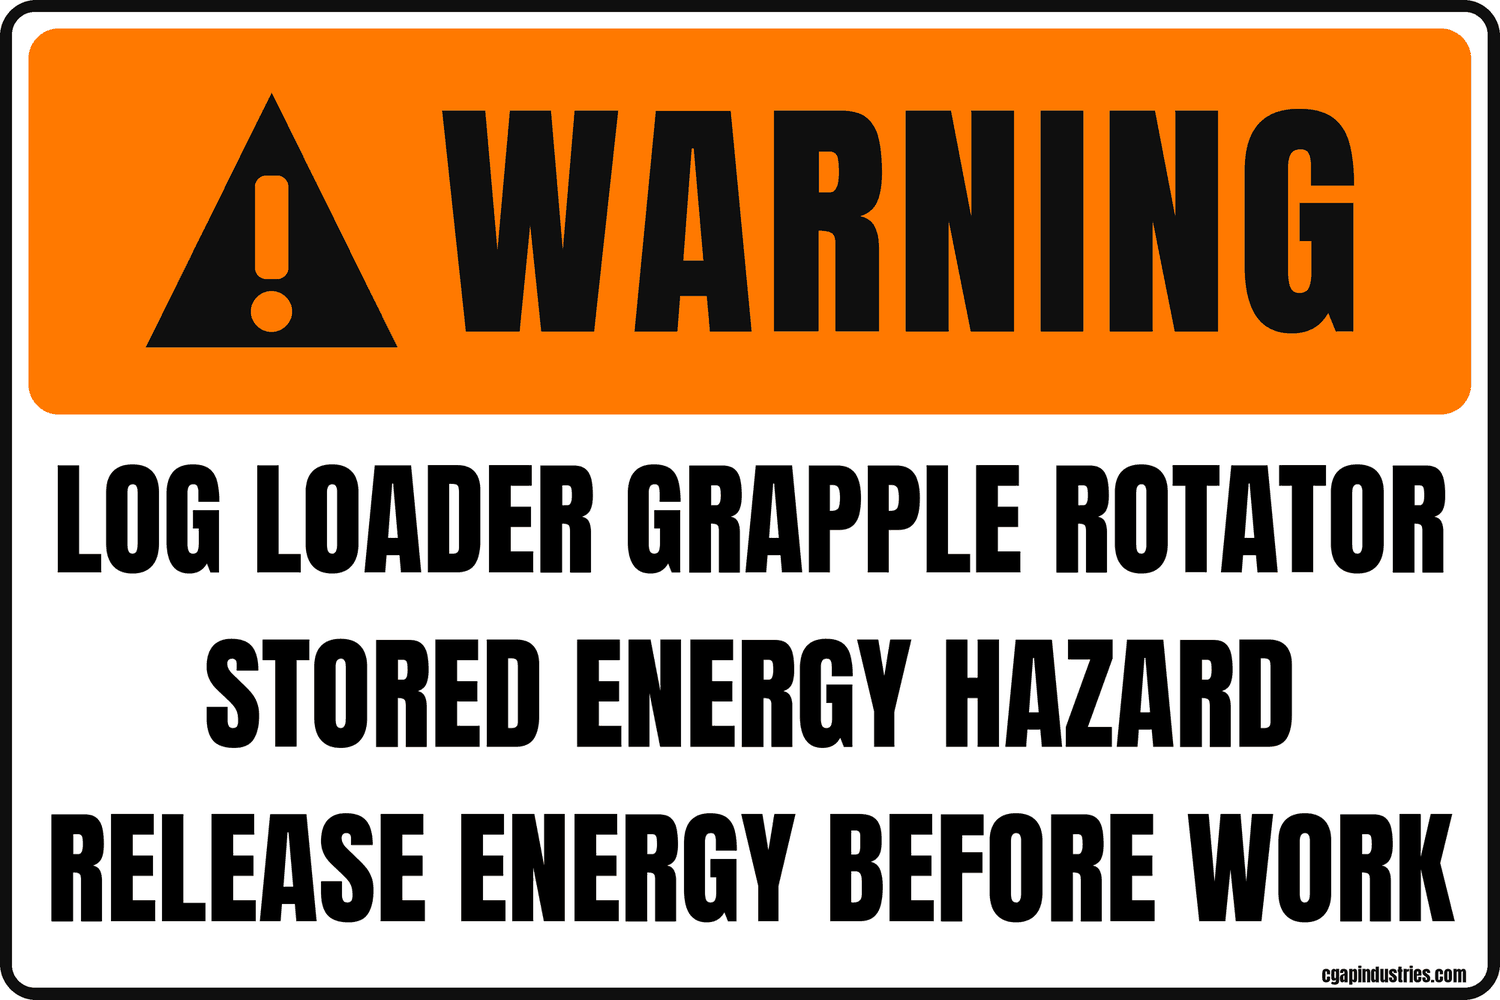 WARNING
LOG LOADER GRAPPLE ROTATOR
STORED ENERGY HAZARD
RELEASE ENERGY BEFORE WORK
cgapindustries.com